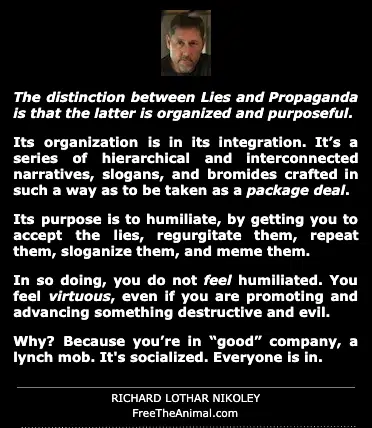 The distinction between Lies and Propaganda
is that the latter is organized and purposeful.
Its organization is in its integration. It’s a
series of hierarchical and interconnected
narratives, slogans, and bromides crafted in
such a way as to be taken as a package deal.
Its purpose is to humiliate, by getting you to
accept the lies, regurgitate them, repeat
them, sloganize them, and meme them.
In so doing, you do not feel humiliated. You
feel virtuous, even if you are promoting and
advancing something destructive and evil.
Why? Because you’re in “good” company, a
lynch mob. It's socialized. Everyone is in.
RICHARD LOTHAR NIKOLEY
FreeTheAnimal.com